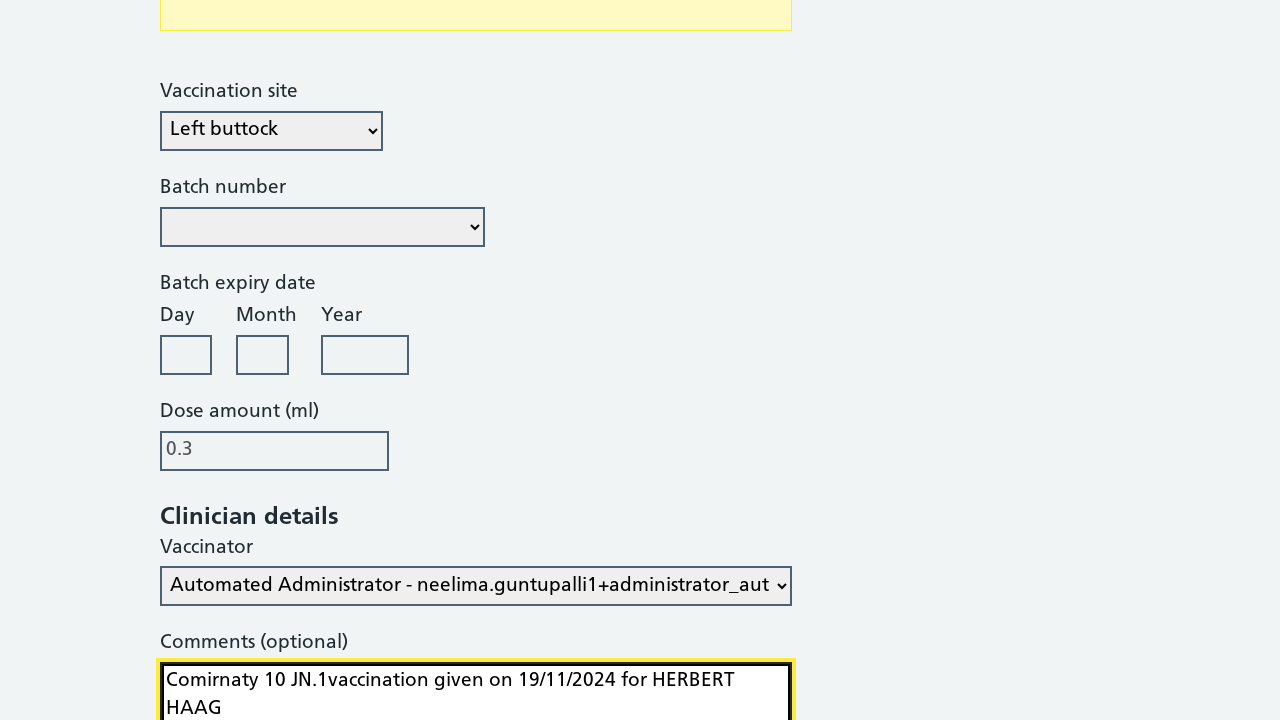 Vaccination site
Left buttock
Batch number
Batch expiry date
Day Month Year
Dose amount (ml)
0.3
Clinician details
Vaccinator
Automated Administrator - neelima.guntupalli1+administrator_aut
Comments (optional)
Comirnaty 10 JN.1vaccination given on 19/11/2024 for HERBERT
HAAG